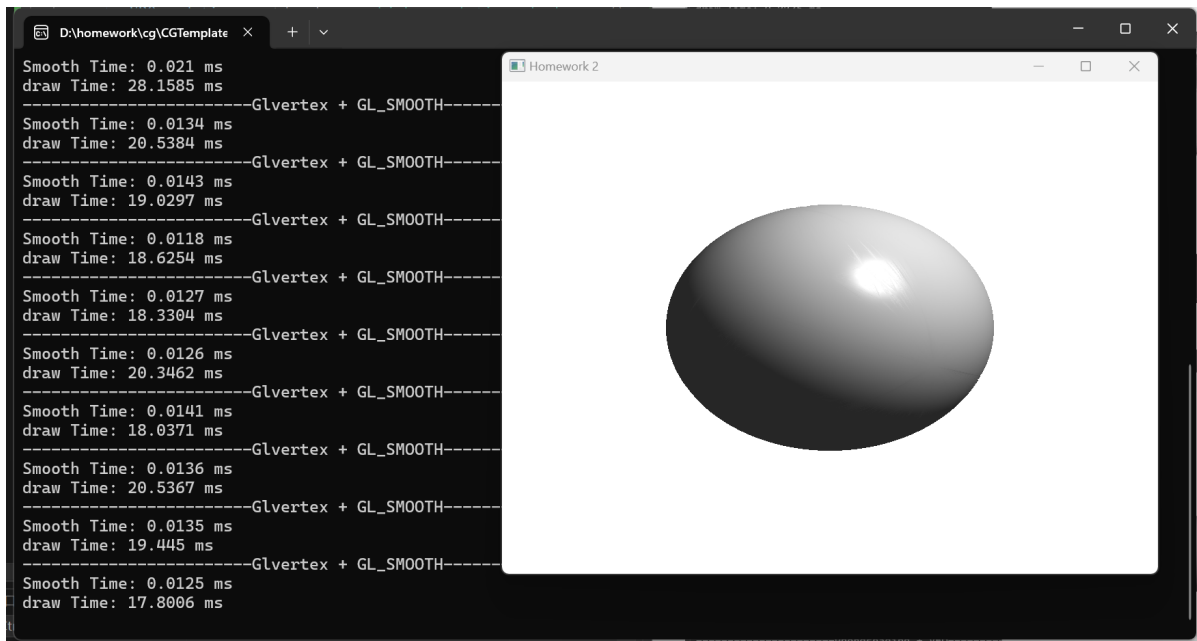 D:\homework\cg\CGTemplate
Smooth Time: 0.021 ms
draw Time: 28.1585 ms
------------------------Glvertex + GL_SMOOTH------
Smooth Time: 0.0134 ms
draw Time: 20.5384 ms
------------------------Glvertex + GL_SMOOTH------
Smooth Time: 0.0143 ms
draw Time: 19.0297 ms
------------------------Glvertex + GL_SMOOTH------
Smooth Time: 0.0118 ms
draw Time: 18.6254 ms
------------------------Glvertex + GL_SMOOTH------
Smooth Time: 0.0127 ms
draw Time: 18.3304 ms
------------------------Glvertex + GL_SMOOTH------
Smooth Time: 0.0126 ms
draw Time: 20.3462 ms
------------------------Glvertex + GL_SMOOTH------
Smooth Time: 0.0141 ms
draw Time: 18.0371 ms
------------------------Glvertex + GL_SMOOTH------
Smooth Time: 0.0136 ms
draw Time: 20.5367 ms
------------------------Glvertex + GL_SMOOTH------
Smooth Time: 0.0135 ms
draw Time: 19.445 ms
------------------------Glvertex + GL_SMOOTH------
Smooth Time: 0.0125 ms
draw Time: 17.8006 ms
Homework 2